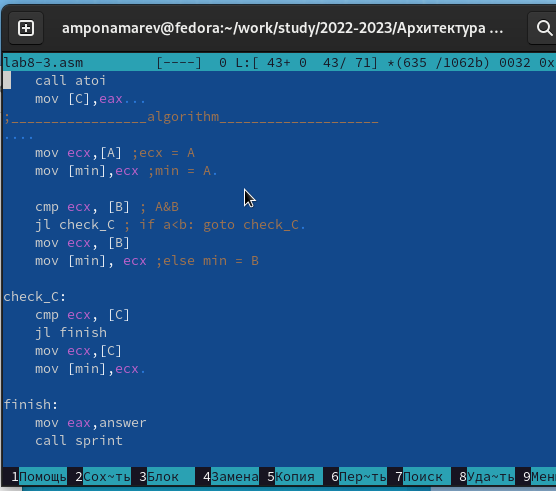 amponamarev@fedora:~/work/study/2022-2023/Архитектура ...
lab8-3.asm [----] 0 L:[ 43+ 0 43/ 71] *(635 /1062b) 0032 0x
call atoi
mov [C],eax...
;_________________algorithm____________________
....
mov ecx,[A] ;ecx = A
mov [min],ecx ;min = A.
cmp ecx, [B] ; A&B
jl check_C ; if a<b: goto check_C.
mov ecx, [B]
mov [min], ecx ;else min = B
check_C:
cmp ecx, [C]
jl finish
mov ecx,[C]
mov [min],ecx.
finish:
mov eax,answer
call sprint
1Помощь 2Сох~ть 3Блок 4Замена 5Копия 6Пер~ть 7Поиск 8Уда~ть 9Мен